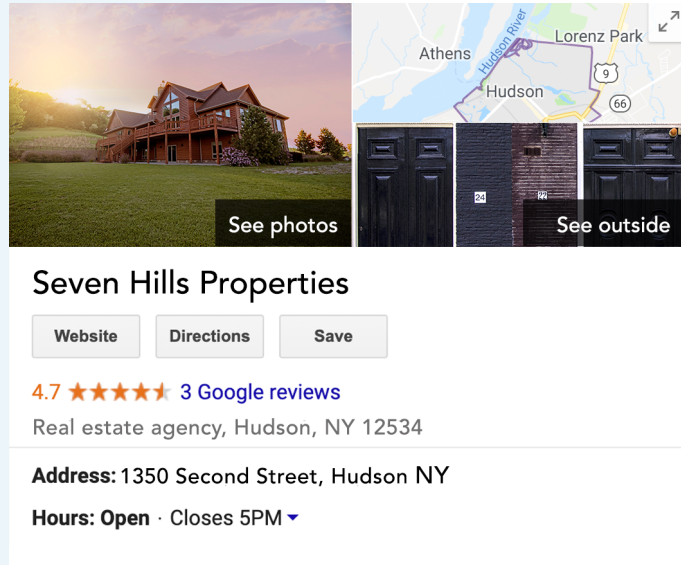 Athens
Hudson River
Lorenz Park
9
Hudson
66
24
22
See photos
See outside
Seven Hills Properties
Website Directions Save
4.7 3 Google reviews
Real estate agency, Hudson, NY 12534
Address: 1350 Second Street, Hudson NY
Hours: Open · Closes 5PM